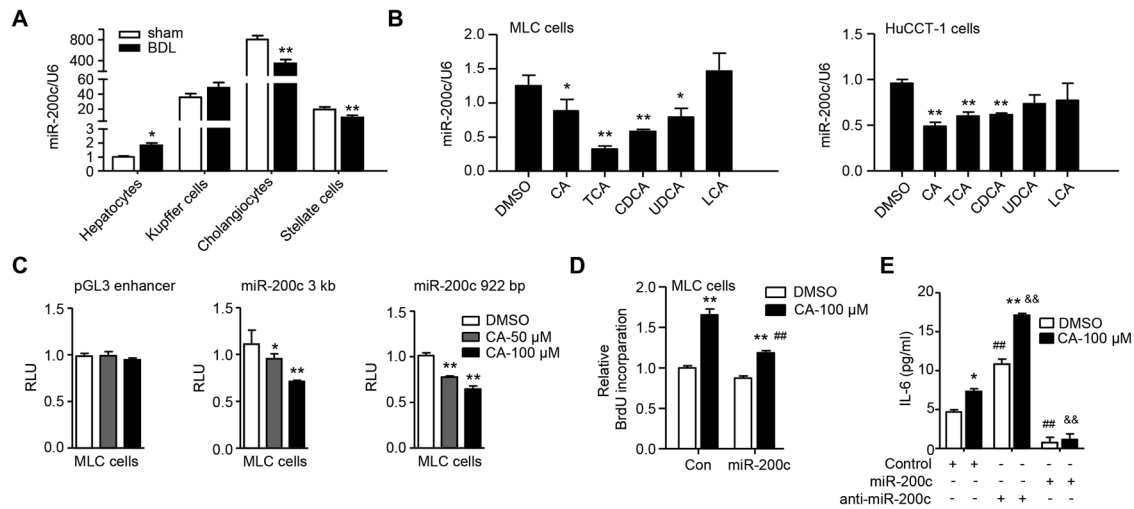 A
sham
BDL
miR-200c/U6
800
400
60
40
20
2
1
0
**
*
**
Hepatocytes
Kupffer cells
Cholangiocytes
Stellate cells
B
MLC cells
miR-200c/U6
2.0
1.5
1.0
0.5
0.0
*
**
**
*
DMSO
CA
TCA
CDCA
UDCA
LCA
HuCCT-1 cells
miR-200c/U6
1.5
1.0
0.5
0.0
**
**
**
DMSO
CA
TCA
CDCA
UDCA
LCA
C
pGL3 enhancer
RLU
1.5
1.0
0.5
0.0
MLC cells
miR-200c 3 kb
RLU
1.5
1.0
0.5
0.0
*
**
MLC cells
miR-200c 922 bp
DMSO
CA-50 μM
CA-100 μM
RLU
1.5
1.0
0.5
0.0
**
**
MLC cells
D
MLC cells
DMSO
CA-100 μM
Relative
BrdU incorparation
2.0
1.5
1.0
0.0
**
** ##
Con
miR-200c
E
DMSO
CA-100 μM
IL-6 (pg/ml)
20
15
10
5
0
*
##
** &&
##
&&
Control + + - - - -
miR-200c - - - - + +
anti-miR-200c - - + + - -